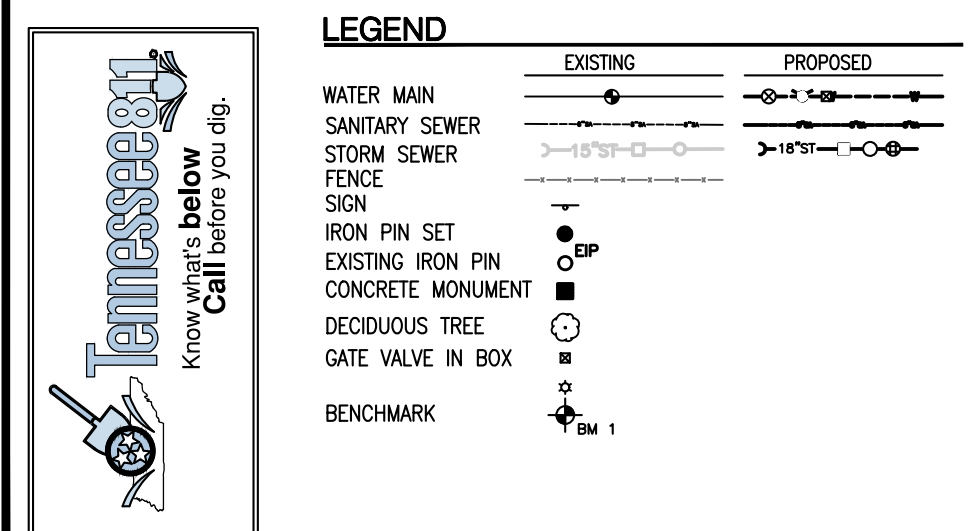 Tennessee811
Know what's below
Call before you dig.
LEGEND
EXISTING PROPOSED
WATER MAIN
SANITARY SEWER
STORM SEWER 15"ST 18"ST
FENCE
SIGN
IRON PIN SET
EXISTING IRON PIN EIP
CONCRETE MONUMENT
DECIDUOUS TREE
GATE VALVE IN BOX
BENCHMARK BM 1